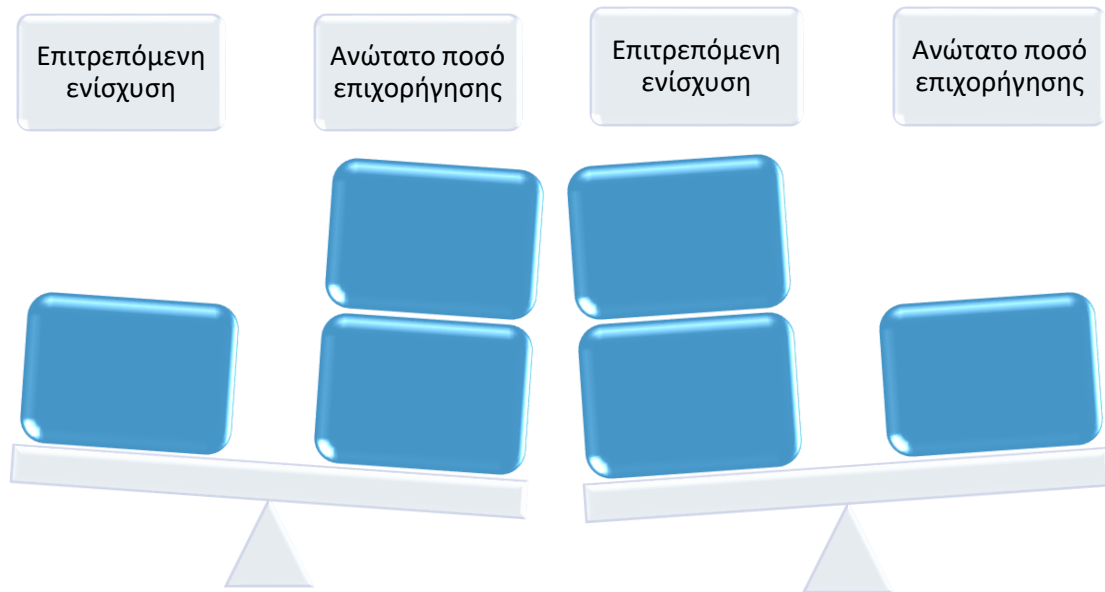 Επιτρεπόμενη
ενίσχυση
Ανώτατο ποσό
επιχορήγησης
Επιτρεπόμενη
ενίσχυση
Ανώτατο ποσό
επιχορήγησης